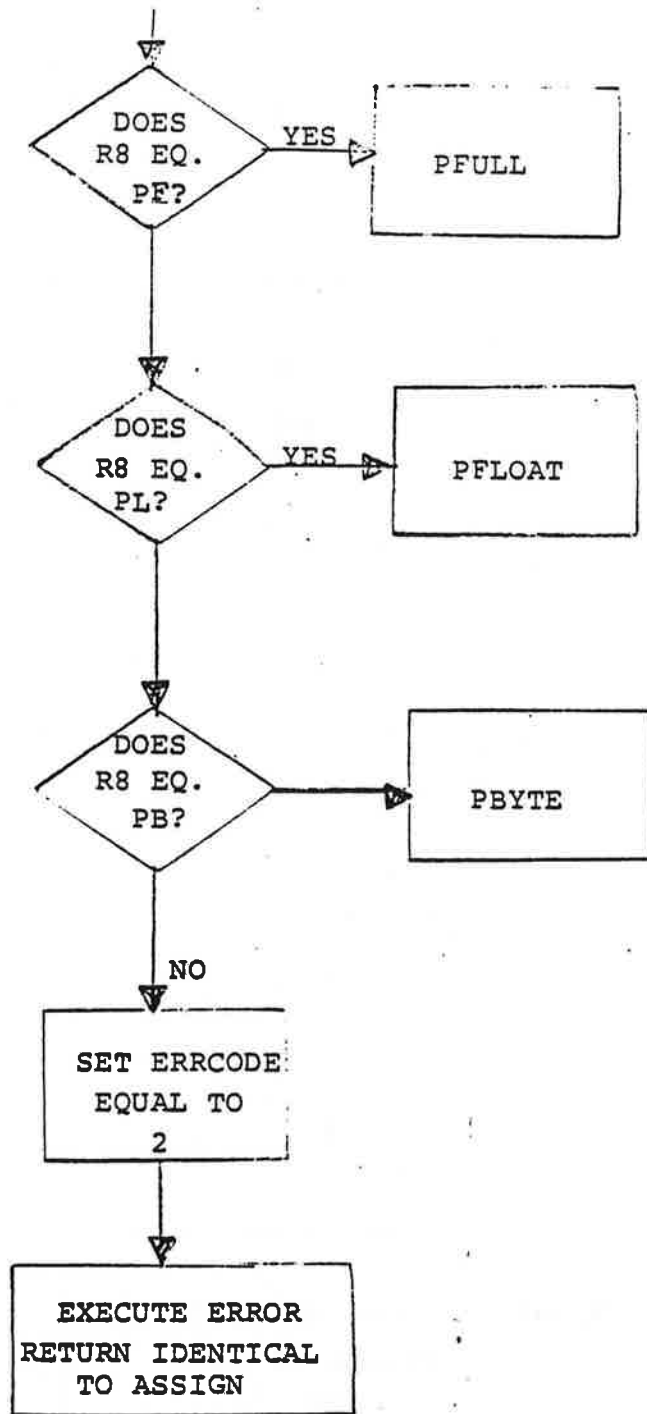 DOES
R8 EQ.
PF?
YES
PFULL
DOES
R8 EQ.
PL?
YES
PFLOAT
DOES
R8 EQ.
PB?
PBYTE
NO
SET ERRCODE
EQUAL TO
2
EXECUTE ERROR
RETURN IDENTICAL
TO ASSIGN